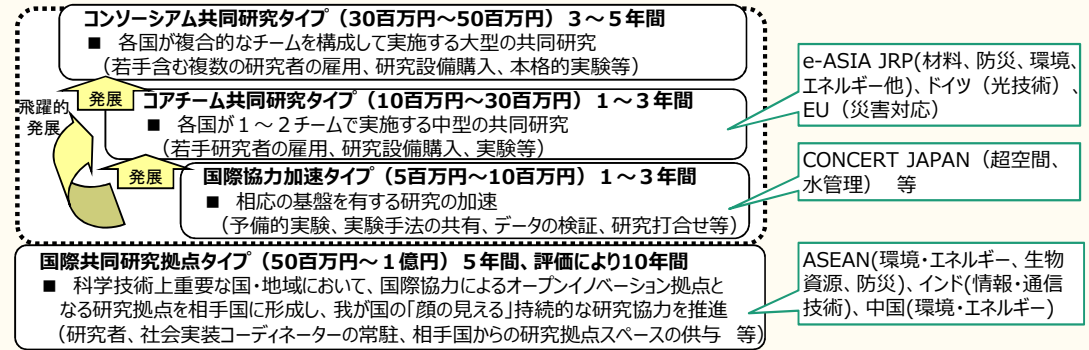 コンソーシアム共同研究タイプ（30百万円～50百万円）３～５年間
■ 各国が複合的なチームを構成して実施する大型の共同研究
（若手含む複数の研究者の雇用、研究設備購入、本格的実験等）
飛躍的
発展
発展
コアチーム共同研究タイプ（10百万円～30百万円）１～３年間
■ 各国が１～２チームで実施する中型の共同研究
（若手研究者の雇用、研究設備購入、実験等）
発展
国際協力加速タイプ（5百万円～10百万円）１～３年間
■ 相応の基盤を有する研究の加速
（予備的実験、実験手法の共有、データの検証、研究打合せ等）
国際共同研究拠点タイプ（50百万円～１億円）５年間、評価により10年間
■ 科学技術上重要な国・地域において、国際協力によるオープンイノベーション拠点と
なる研究拠点を相手国に形成し、我が国の「顔の見える」持続的な研究協力を推進
（研究者、社会実装コーディネーターの常駐、相手国からの研究拠点スペースの供与 等）
e-ASIA JRP(材料、防災、環境、
エネルギー他)、ドイツ（光技術）、
EU（災害対応）
CONCERT JAPAN（超空間、
水管理） 等
ASEAN(環境・エネルギー、生物
資源、防災)、インド(情報・通信
技術)、中国(環境・エネルギー)